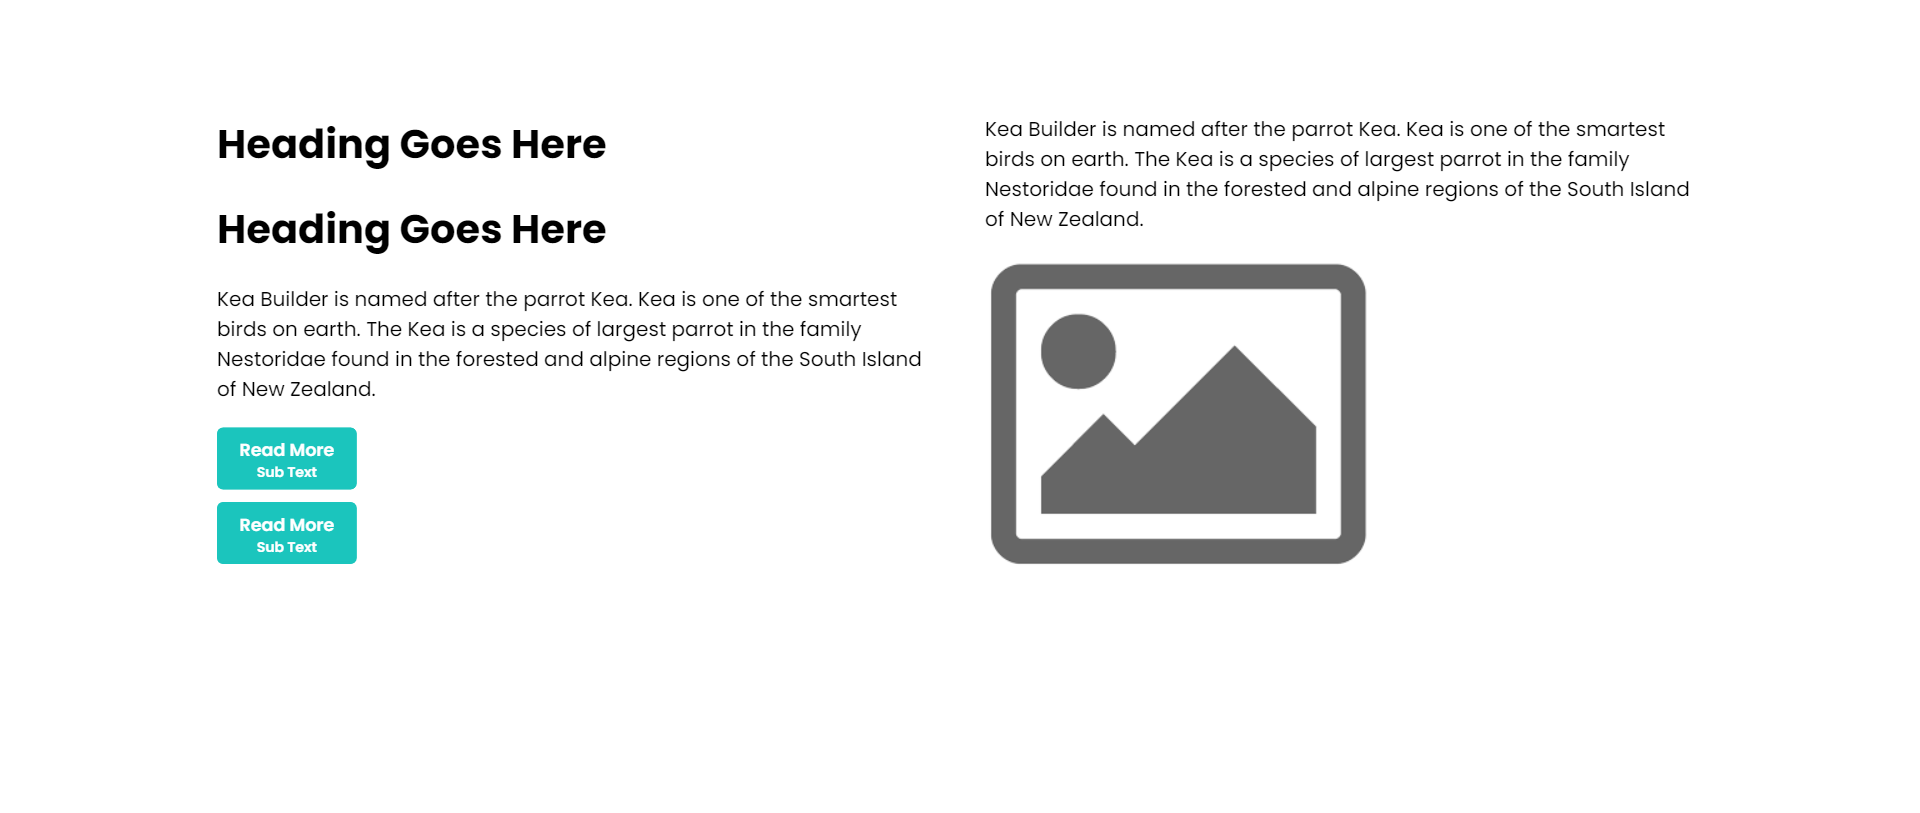 Heading Goes Here
Heading Goes Here
Kea Builder is named after the parrot Kea. Kea is one of the smartest
birds on earth. The Kea is a species of largest parrot in the family
Nestoridae found in the forested and alpine regions of the South Island
of New Zealand.
Read More
Sub Text
Read More
Sub Text
Kea Builder is named after the parrot Kea. Kea is one of the smartest
birds on earth. The Kea is a species of largest parrot in the family
Nestoridae found in the forested and alpine regions of the South Island
of New Zealand.